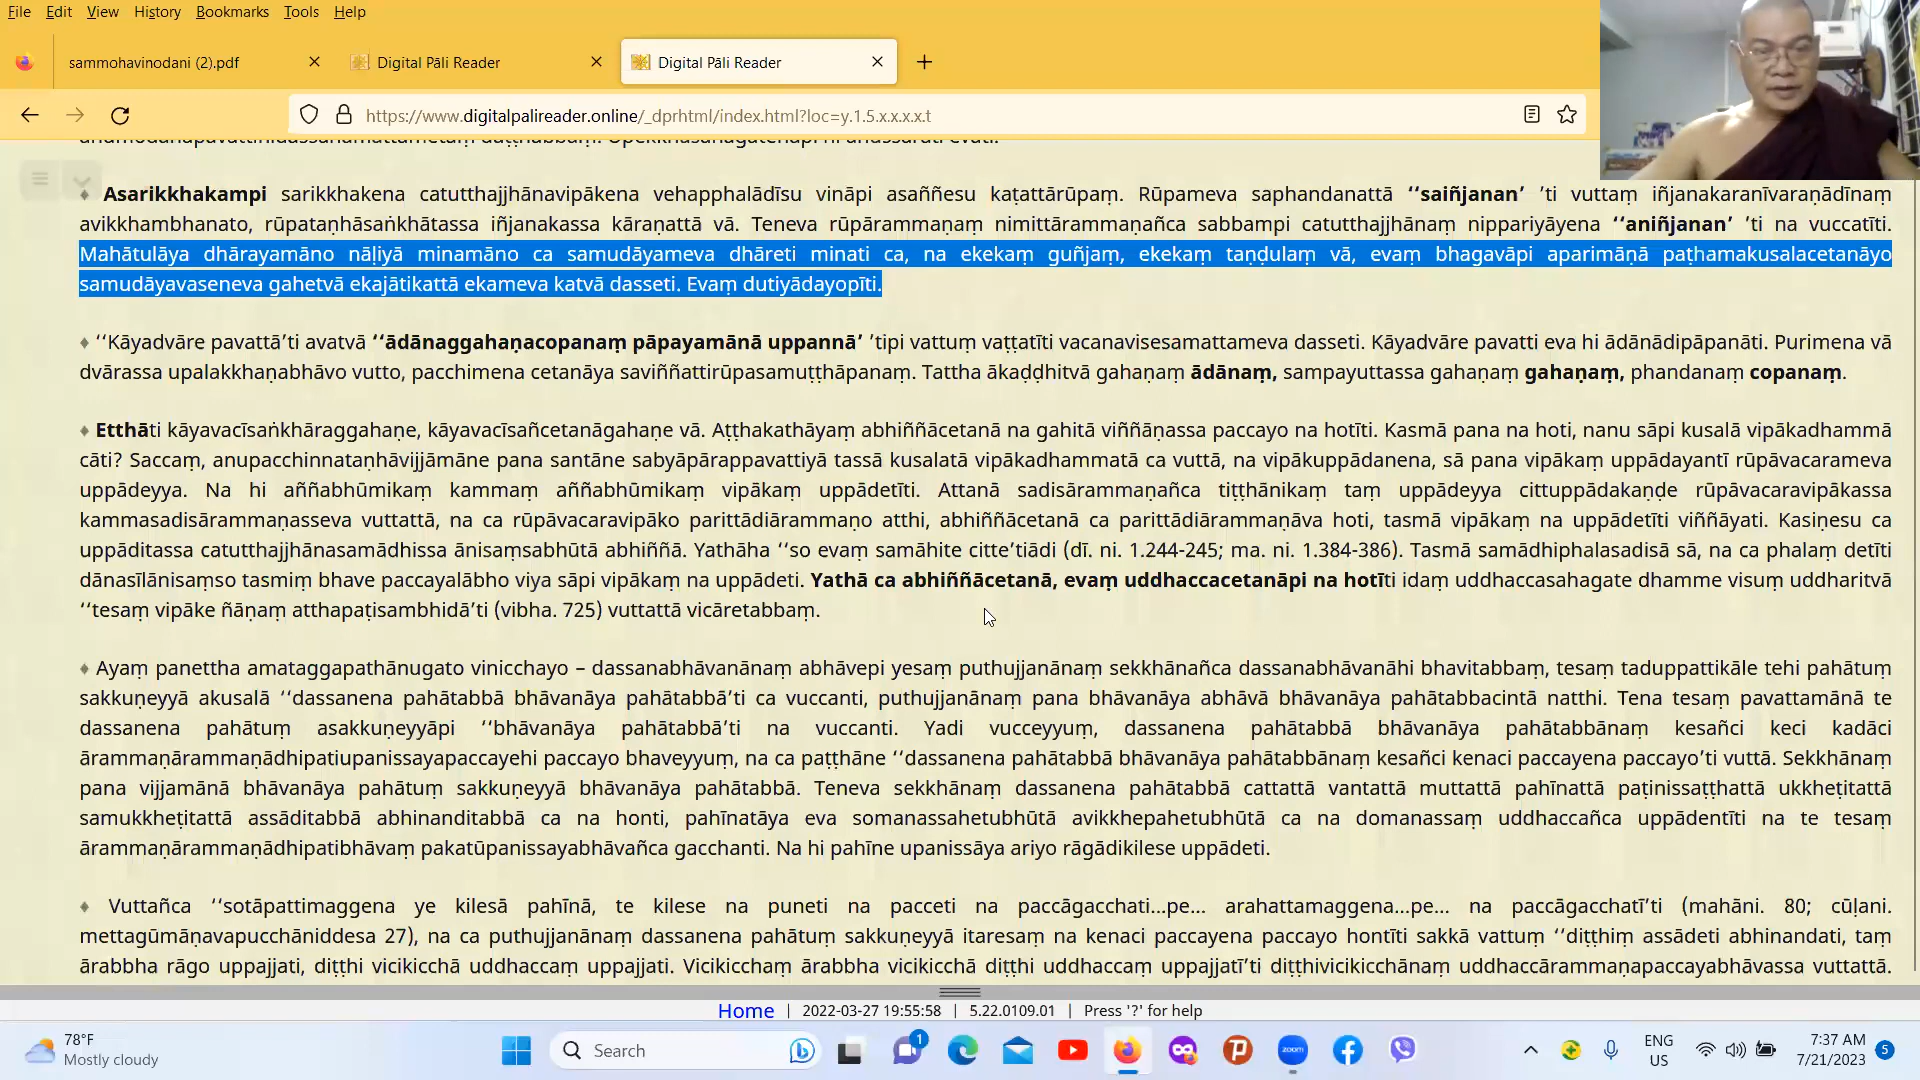 File Edit View History Bookmarks Tools Help
sammohavinodani (2).pdf
Digital Pāli Reader
Digital Pāli Reader
https://www.digitalpalireader.online/_dprhtml/index.html?loc=y.1.5.x.x.x.x.t
♦ Asarikkhakampi sarikkhakena catutthajjhānavipākena vehapphalādīsu vināpi asaññesu kaṭattārūpaṃ. Rūpameva saphandanattā ‘‘saiñjanan’ ’ti vuttaṃ iñjanakaranīvaraṇādīnaṃ
avikkhambhanato, rūpataṇhāsaṅkhātassa iñjanakassa kāraṇattā vā. Teneva rūpārammaṇaṃ nimittārammaṇañca sabbampi catutthajjhānaṃ nippariyāyena ‘‘aniñjanan’ ’ti na vuccatīti.
Mahātulāya dhārayamāno nāḷiyā minamāno ca samudāyameva dhāreti minati ca, na ekekaṃ guñjaṃ, ekekaṃ taṇḍulaṃ vā, evaṃ bhagavāpi aparimāṇā paṭhamakusalacetanāyo
samudāyavaseneva gahetvā ekajātikattā ekameva katvā dasseti. Evaṃ dutiyādayopīti.
♦ ‘‘Kāyadvāre pavattā’ti avatvā ‘‘ādānaggahaṇacopanaṃ pāpayamānā uppannā’ ’tipi vattuṃ vaṭṭatīti vacanavisesamattameva dasseti. Kāyadvāre pavatti eva hi ādānādipāpanāti. Purimena vā
dvārassa upalakkhaṇabhāvo vutto, pacchimena cetanāya saviññattirūpasamuṭṭhāpanaṃ. Tattha ākaḍḍhitvā gahaṇaṃ ādānaṃ, sampayuttassa gahaṇaṃ gahaṇaṃ, phandanaṃ copanaṃ.
♦ Etthāti kāyavacīsaṅkhāraggahaṇe, kāyavacīsañcetanāgahaṇe vā. Aṭṭhakathāyaṃ abhiññācetanā na gahitā viññāṇassa paccayo na hotīti. Kasmā pana na hoti, nanu sāpi kusalā vipākadhammā
cāti? Saccaṃ, anupacchinnataṇhāvijjāmāne pana santāne sabyāpārappavattiyā tassā kusalatā vipākadhammatā ca vuttā, na vipākuppādanena, sā pana vipākaṃ uppādayantī rūpāvacarameva
uppādeyya. Na hi aññabhūmikaṃ kammaṃ aññabhūmikaṃ vipākaṃ uppādetīti. Attanā sadisārammaṇañca tiṭṭhānikaṃ taṃ uppādeyya cittuppādakaṇḍe rūpāvacaravipākassa
kammasadisārammaṇasseva vuttattā, na ca rūpāvacaravipāko parittādiārammaṇo atthi, abhiññācetanā ca parittādiārammaṇāva hoti, tasmā vipākaṃ na uppādetīti viññāyati. Kasiṇesu ca
uppāditassa catutthajjhānasamādhissa ānisaṃsabhūtā abhiññā. Yathāha ‘‘so evaṃ samāhite citte’tiādi (dī. ni. 1.244-245; ma. ni. 1.384-386). Tasmā samādhiphalasadisā sā, na ca phalaṃ detīti
dānasīlānisaṃso tasmiṃ bhave paccayalābho viya sāpi vipākaṃ na uppādeti. Yathā ca abhiññācetanā, evaṃ uddhaccacetanāpi na hotīti idaṃ uddhaccasahagate dhamme visuṃ uddharitvā
‘‘tesaṃ vipāke ñāṇaṃ atthapaṭisambhidā’ti (vibha. 725) vuttattā vicāretabbaṃ.
♦ Ayaṃ panettha amataggapathānugato vinicchayo – dassanabhāvanānaṃ abhāvepi yesaṃ puthujjanānaṃ sekkhānañca dassanabhāvanāhi bhavitabbaṃ, tesaṃ taduppattikāle tehi pahātuṃ
sakkuṇeyyā akusalā ‘‘dassanena pahātabbā bhāvanāya pahātabbā’ti ca vuccanti, puthujjanānaṃ pana bhāvanāya abhāvā bhāvanāya pahātabbacintā natthi. Tena tesaṃ pavattamānā te
dassanena pahātuṃ asakkuṇeyyāpi ‘‘bhāvanāya pahātabbā’ti na vuccanti. Yadi vucceyyuṃ, dassanena pahātabbā bhāvanāya pahātabbānaṃ kesañci keci kadāci
ārammaṇārammaṇādhipatiupanissayapaccayehi paccayo bhaveyyuṃ, na ca paṭṭhāne ‘‘dassanena pahātabbā bhāvanāya pahātabbānaṃ kesañci kenaci paccayena paccayo’ti vuttā. Sekkhānaṃ
pana vijjamānā bhāvanāya pahātuṃ sakkuṇeyyā bhāvanāya pahātabbā. Teneva sekkhānaṃ dassanena pahātabbā cattattā vantattā muttattā pahīnattā paṭinissaṭṭhattā ukkheṭitattā
samukkheṭitattā assāditabbā abhinanditabbā ca na honti, pahīnatāya eva somanassahetubhūtā avikkhepahetubhūtā ca na domanassaṃ uddhaccañca uppādentīti na te tesaṃ
ārammaṇārammaṇādhipatibhāvaṃ pakatūpanissayabhāvañca gacchanti. Na hi pahīne upanissāya ariyo rāgādikilese uppādeti.
♦ Vuttañca ‘‘sotāpattimaggena ye kilesā pahīnā, te kilese na puneti na pacceti na paccāgacchati...pe... arahattamaggena...pe... na paccāgacchatī’ti (mahāni. 80; cūḷani.
mettagūmāṇavapucchāniddesa 27), na ca puthujjanānaṃ dassanena pahātuṃ sakkuṇeyyā itaresaṃ na kenaci paccayena paccayo hontīti sakkā vattuṃ ‘‘diṭṭhiṃ assādeti abhinandati, taṃ
ārabbha rāgo uppajjati, diṭṭhi vicikicchā uddhaccaṃ uppajjati. Vicikicchaṃ ārabbha vicikicchā diṭṭhi uddhaccaṃ uppajjatī’ti diṭṭhivicikicchānaṃ uddhaccārammaṇapaccayabhāvassa vuttattā.
Home | 2022-03-27 19:55:58 | 5.22.0109.01 | Press '?' for help
78°F
Mostly cloudy
Search
1
zoom
ENG
US
7:37 AM
7/21/2023
5